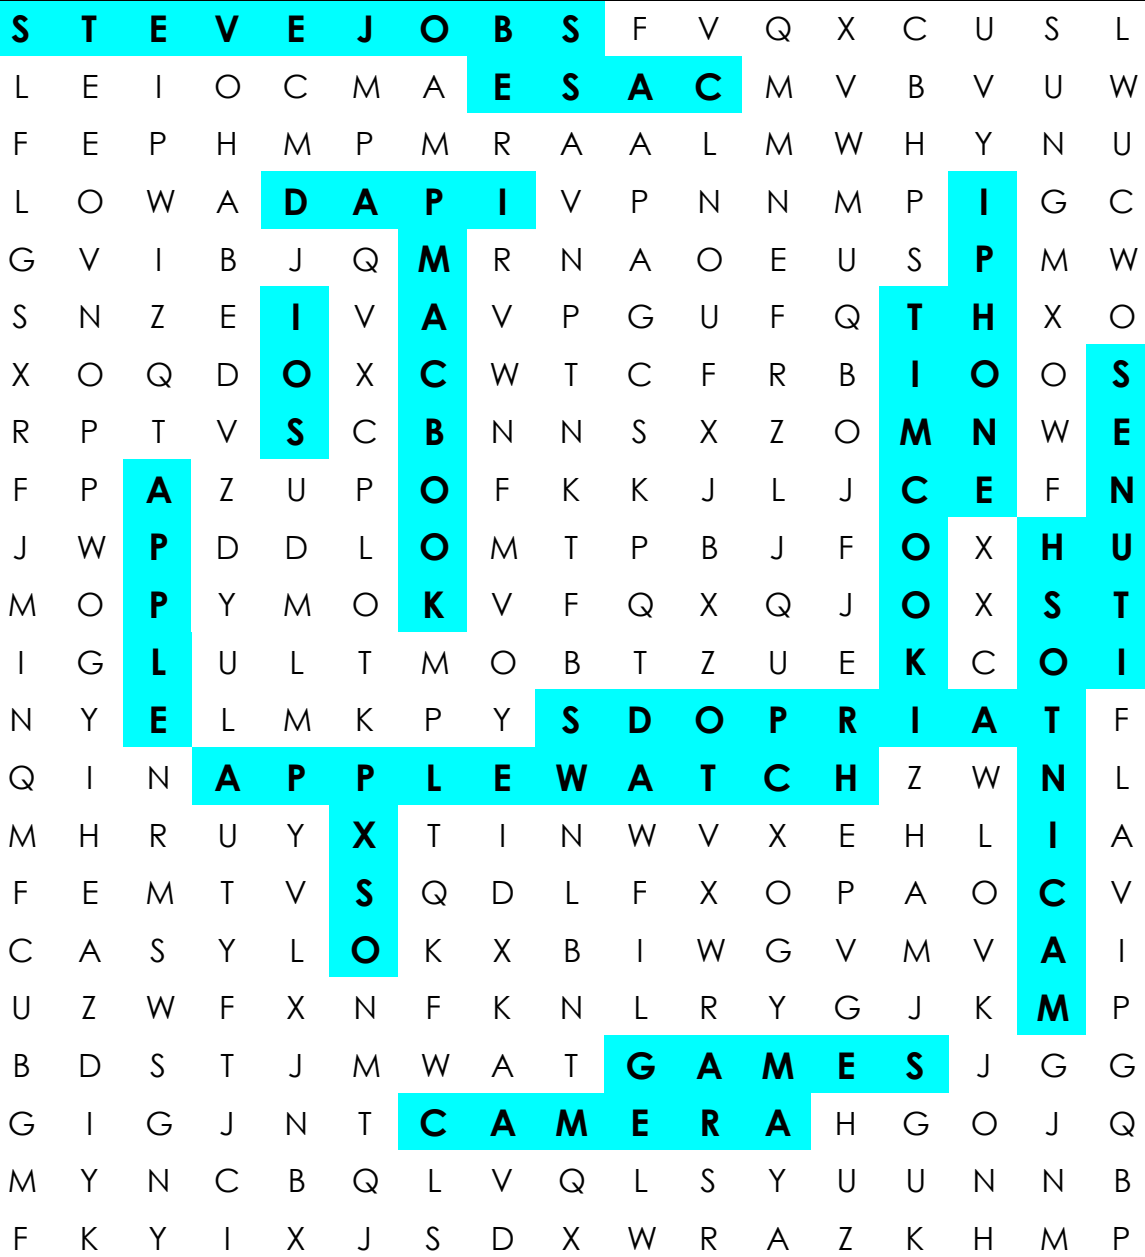 S T E V E J O B S F V Q X C U S L
L E I O C M A E S A C M V B V U W
F E P H M P M R A A L M W H Y N U
L O W A D A P I V P N N M P I G C
G V I B J Q M R N A O E U S P M W
S N Z E I V A V P G U F Q T H X O
X O Q D O X C W T C F R B I O O S
R P T V S C B N N S X Z O M N W E
F P A Z U P O F K K J L J C E F N
J W P D D L O M T P B J F O X H U
M O P Y M O K V F Q X Q J O X S T
I G L U L T M O B T Z U E K C O I
N Y E L M K P Y S D O P R I A T F
Q I N A P P L E W A T C H Z W N L
M H R U Y X T I N W V X E H L I A
F E M T V S Q D L F X O P A O C V
C A S Y L O K X B I W G V M V A I
U Z W F X N F K N L R Y G J K M P
B D S T J M W A T G A M E S J G G
G I G J N T C A M E R A H G O J Q
M Y N C B Q L V Q L S Y U U N N B
F K Y I X J S D X W R A Z K H M P